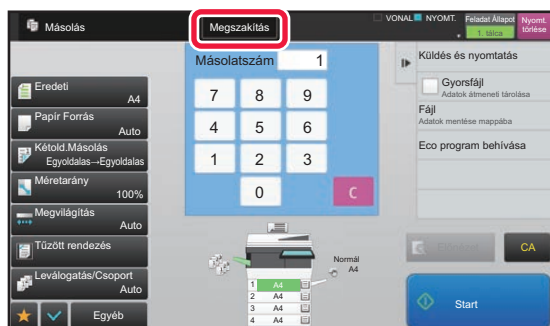 Másolás
Megszakítás
VONAL
NYOMT.
Feladat Állapot
1. tálca
Nyomt. törlése
Másolatszám 1
Eredeti
A4
Papír Forrás
Auto
Kétold.Másolás
Egyoldalas→Egyoldalas
Méretarány
100%
Megvilágítás
Auto
Tűzött rendezés
Leválogatás/Csoport
Auto
Egyéb
7 8 9
4 5 6
1 2 3
0 C
Normál
A4
1 A4
2 A4
3 A4
4 A4
Küldés és nyomtatás
Gyorsfájl
Adatok átmeneti tárolása
Fájl
Adatok mentése mappába
Eco program behívása
CA
Start